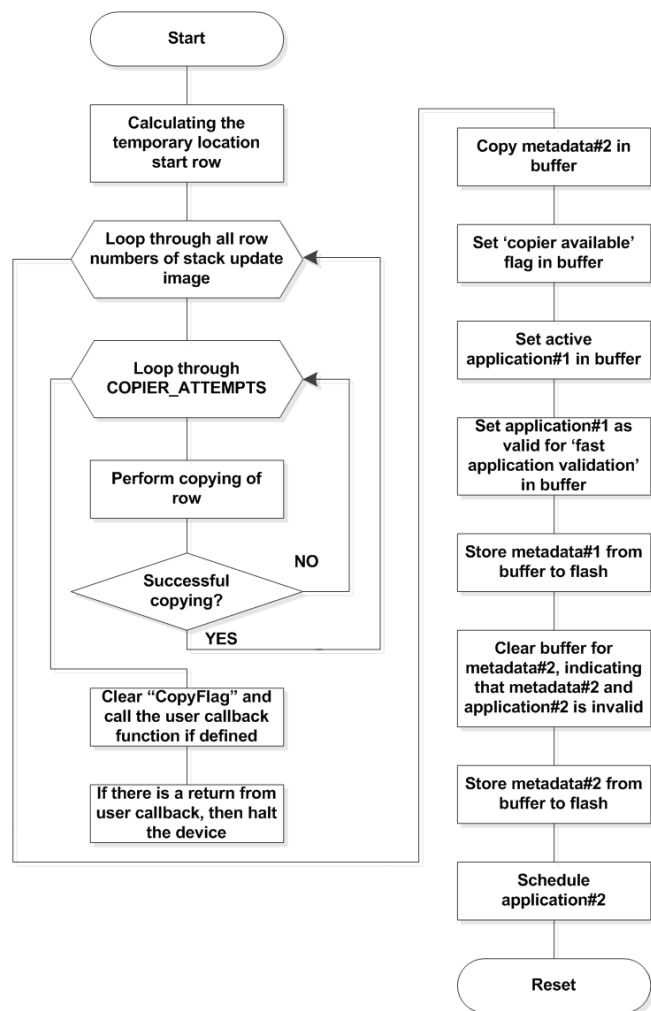 Start
Calculating the
temporary location
start row
Loop through all row
numbers of stack update
image
Loop through
COPIER_ATTEMPTS
Perform copying of
row
NO
Successful
copying?
YES
Clear “CopyFlag” and
call the user callback
function if defined
If there is a return from
user callback, then halt
the device
Copy metadata#2 in
buffer
Set ‘copier available’
flag in buffer
Set active
application#1 in buffer
Set application#1 as
valid for ‘fast
application validation’
in buffer
Store metadata#1 from
buffer to flash
Clear buffer for
metadata#2, indicating
that metadata#2 and
application#2 is invalid
Store metadata#2 from
buffer to flash
Schedule
application#2
Reset